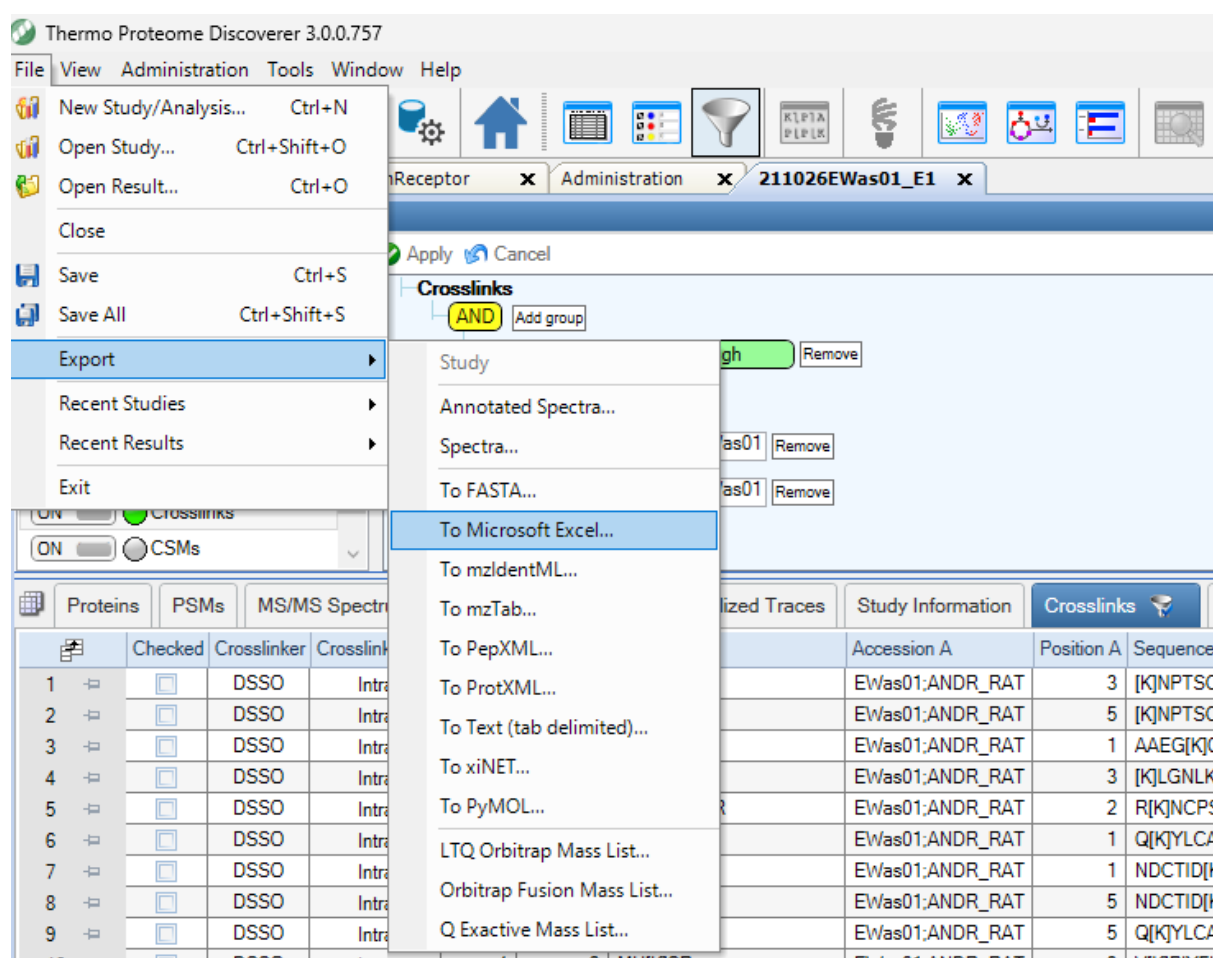 Thermo Proteome Discoverer 3.0.0.757
File View Administration Tools Window Help
New Study/Analysis... Ctrl+N
Open Study... Ctrl+Shift+O
Open Result... Ctrl+O
Close
Save Ctrl+S
Save All Ctrl+Shift+S
Export
Recent Studies
Recent Results
Exit
Receptor x Administration x 211026EWas01_E1 x
Apply Cancel
Crosslinks
AND Add group
gh Remove
as01 Remove
as01 Remove
Study
Annotated Spectra...
Spectra...
To FASTA...
To Microsoft Excel...
To mzIdentML...
To mzTab...
To PepXML...
To ProtXML...
To Text (tab delimited)...
To xiNET...
To PyMOL...
LTQ Orbitrap Mass List...
Orbitrap Fusion Mass List...
Q Exactive Mass List...
ON Crosslinks
ON CSMs
Proteins PSMs MS/MS Spectr lized Traces Study Information Crosslinks
Checked Crosslinker Crosslink Accession A Position A Sequence
1 DSSO Intra EWas01;ANDR_RAT 3 [K]NPTSC
2 DSSO Intra EWas01;ANDR_RAT 5 [K]NPTSC
3 DSSO Intra EWas01;ANDR_RAT 1 AAEG[K]
4 DSSO Intra EWas01;ANDR_RAT 3 [K]LGNLK
5 DSSO Intra EWas01;ANDR_RAT 2 R[K]NCPS
6 DSSO Intra EWas01;ANDR_RAT 1 Q[K]YLCA
7 DSSO Intra EWas01;ANDR_RAT 1 NDCTID[
8 DSSO Intra EWas01;ANDR_RAT 5 NDCTID[
9 DSSO Intra EWas01;ANDR_RAT 5 Q[K]YLCA